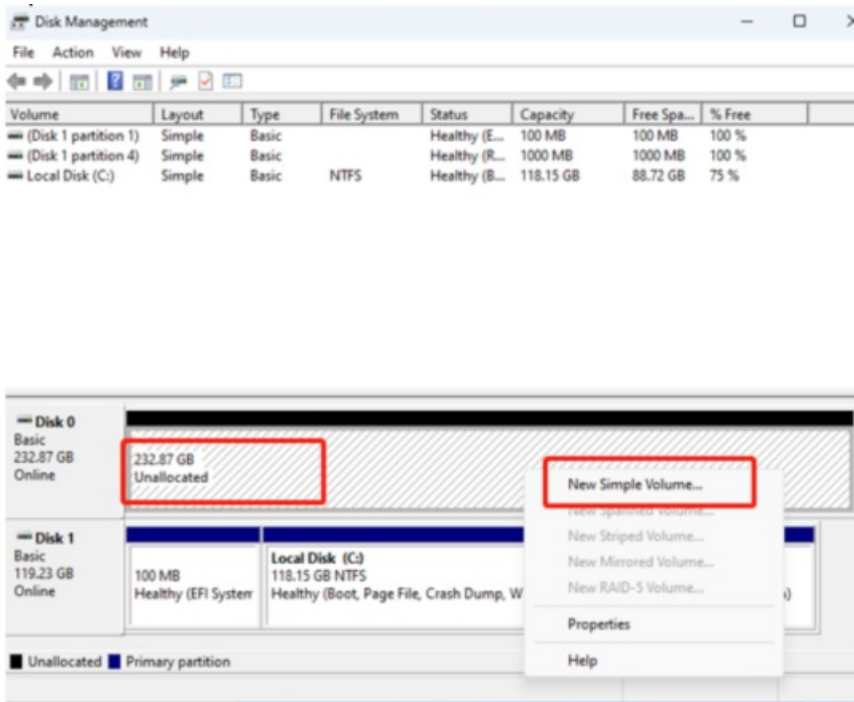 Disk Management
File Action View Help
Volume Layout Type File System Status Capacity Free Spa... % Free
(Disk 1 partition 1) Simple Basic Healthy (E... 100 MB 100 MB 100 %
(Disk 1 partition 4) Simple Basic Healthy (R... 1000 MB 1000 MB 100 %
Local Disk (C:) Simple Basic NTFS Healthy (B... 118.15 GB 88.72 GB 75 %
Disk 0
Basic
232.87 GB
Online
232.87 GB
Unallocated
New Simple Volume...
New Spanned Volume...
New Striped Volume...
New Mirrored Volume...
New RAID-5 Volume...
Properties
Help
Disk 1
Basic
119.23 GB
Online
100 MB
Healthy (EFI System
Local Disk (C:)
118.15 GB NTFS
Healthy (Boot, Page File, Crash Dump, W
)
Unallocated Primary partition